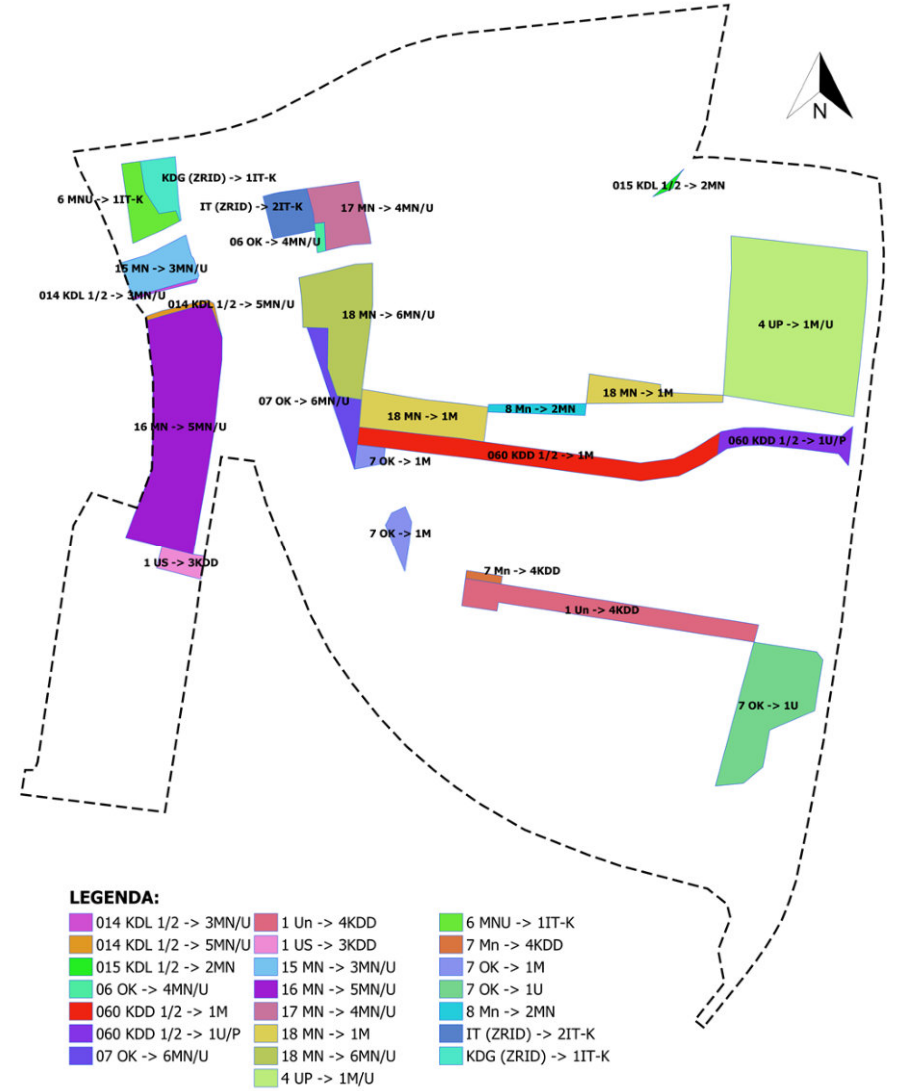 N
KDG (ZRID) -> 1IT-K
015 KDL 1/2 -> 2MN
6 MNU -> 1IT-K
IT (ZRID) -> 2IT-K
17 MN -> 4MN/U
06 OK -> 4MN/U
15 MN -> 3MN/U
014 KDL 1/2 -> 3MN/U
014 KDL 1/2 -> 5MN/U
18 MN -> 6MN/U
4 UP -> 1M/U
18 MN -> 1M
07 OK -> 6MN/U
8 Mn -> 2MN
18 MN -> 1M
16 MN -> 5MN/U
060 KDD 1/2 -> 1U/P
060 KDD 1/2 -> 1M
7 OK -> 1M
7 OK -> 1M
1 US -> 3KDD
7 Mn -> 4KDD
1 Un -> 4KDD
7 OK -> 1U
LEGENDA:
014 KDL 1/2 -> 3MN/U
014 KDL 1/2 -> 5MN/U
015 KDL 1/2 -> 2MN
06 OK -> 4MN/U
060 KDD 1/2 -> 1M
060 KDD 1/2 -> 1U/P
07 OK -> 6MN/U
1 Un -> 4KDD
1 US -> 3KDD
15 MN -> 3MN/U
16 MN -> 5MN/U
17 MN -> 4MN/U
18 MN -> 1M
18 MN -> 6MN/U
4 UP -> 1M/U
6 MNU -> 1IT-K
7 Mn -> 4KDD
7 OK -> 1M
7 OK -> 1U
8 Mn -> 2MN
IT (ZRID) -> 2IT-K
KDG (ZRID) -> 1IT-K